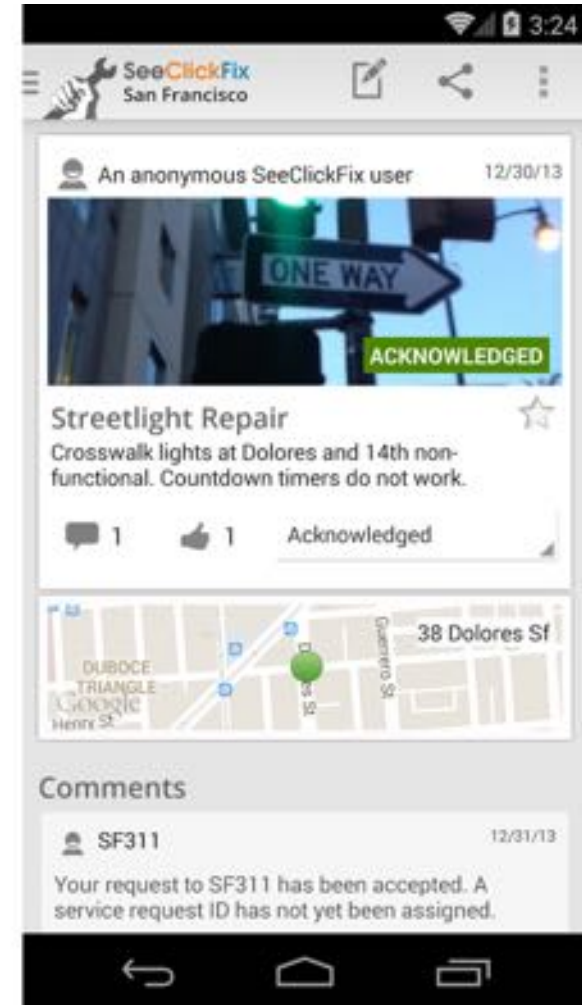 3:24
SeeClickFix
San Francisco
An anonymous SeeClickFix user 12/30/13
ONE WAY
ACKNOWLEDGED
Streetlight Repair
Crosswalk lights at Dolores and 14th non-
functional. Countdown timers do not work.
1 1 Acknowledged
38 Dolores Sf
Guerrero St
DUBOCE
TRIANGLE
Google
Henry St
Comments
SF311 12/31/13
Your request to SF311 has been accepted. A
service request ID has not yet been assigned.